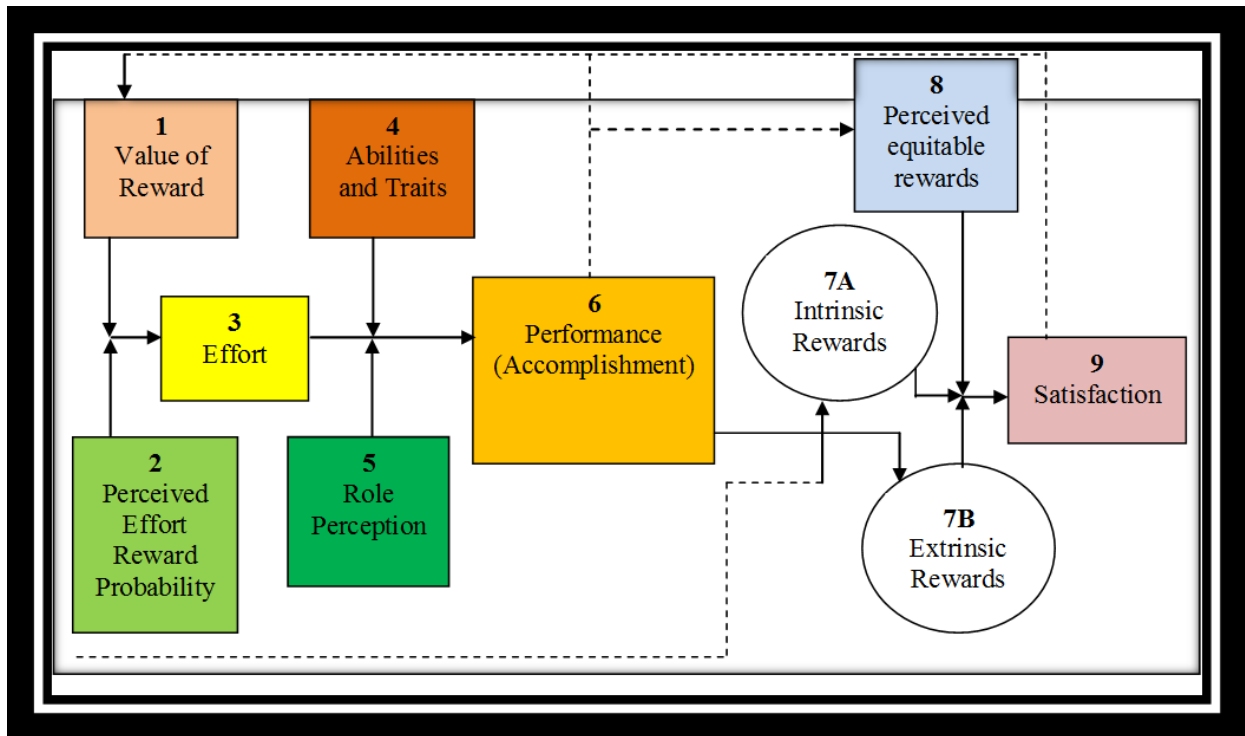 1
Value of
Reward
2
Perceived
Effort
Reward
Probability
3
Effort
4
Abilities
and Traits
5
Role
Perception
6
Performance
(Accomplishment)
7A
Intrinsic
Rewards
7B
Extrinsic
Rewards
8
Perceived
equitable
rewards
9
Satisfaction